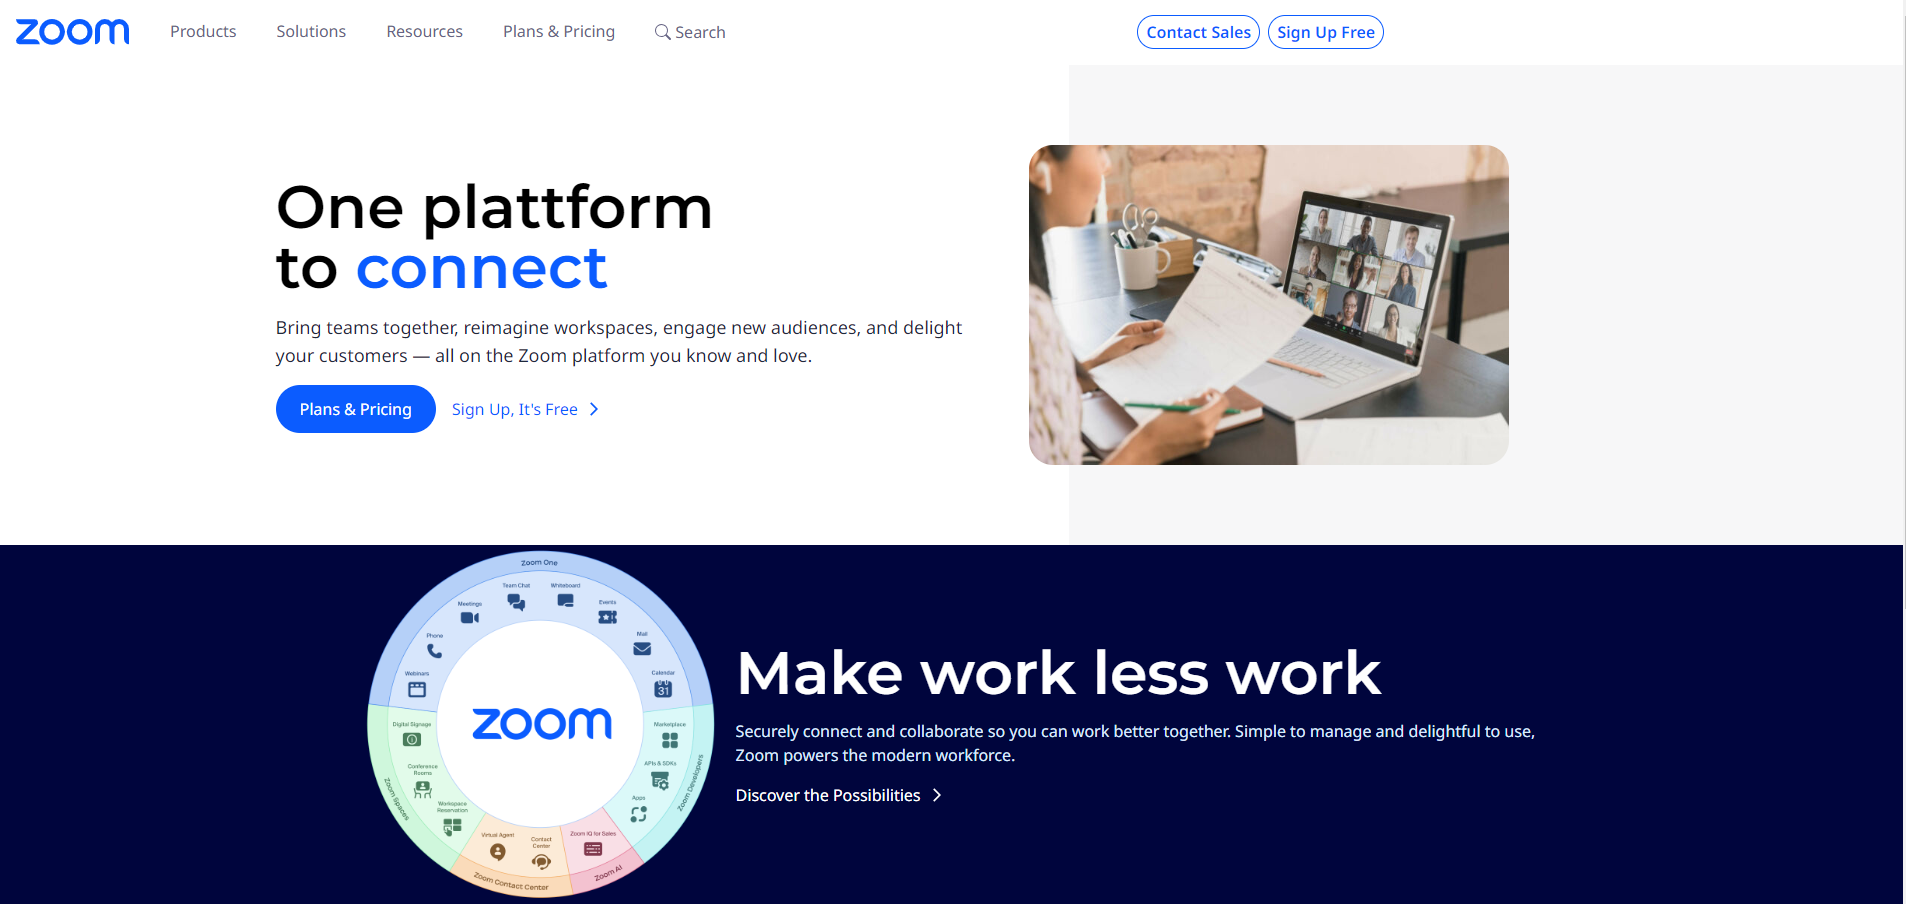 zoom
Products
Solutions
Resources
Plans & Pricing
Search
Contact Sales
Sign Up Free
One plattform
to connect
Bring teams together, reimagine workspaces, engage new audiences, and delight
your customers — all on the Zoom platform you know and love.
Plans & Pricing
Sign Up, It's Free
Zoom One
Team Chat
Whiteboard
Meetings
Events
Phone
Mail
Webinars
Calendar
31
Digital Signage
Marketplace
Conference
Rooms
APIs & SDKs
Workspace
Reservation
Apps
Virtual Agent
Contact
Center
Zoom IQ for Sales
Zoom Spaces
Zoom Developers
Zoom Contact Center
Zoom AI
zoom
Make work less work
Securely connect and collaborate so you can work better together. Simple to manage and delightful to use,
Zoom powers the modern workforce.
Discover the Possibilities